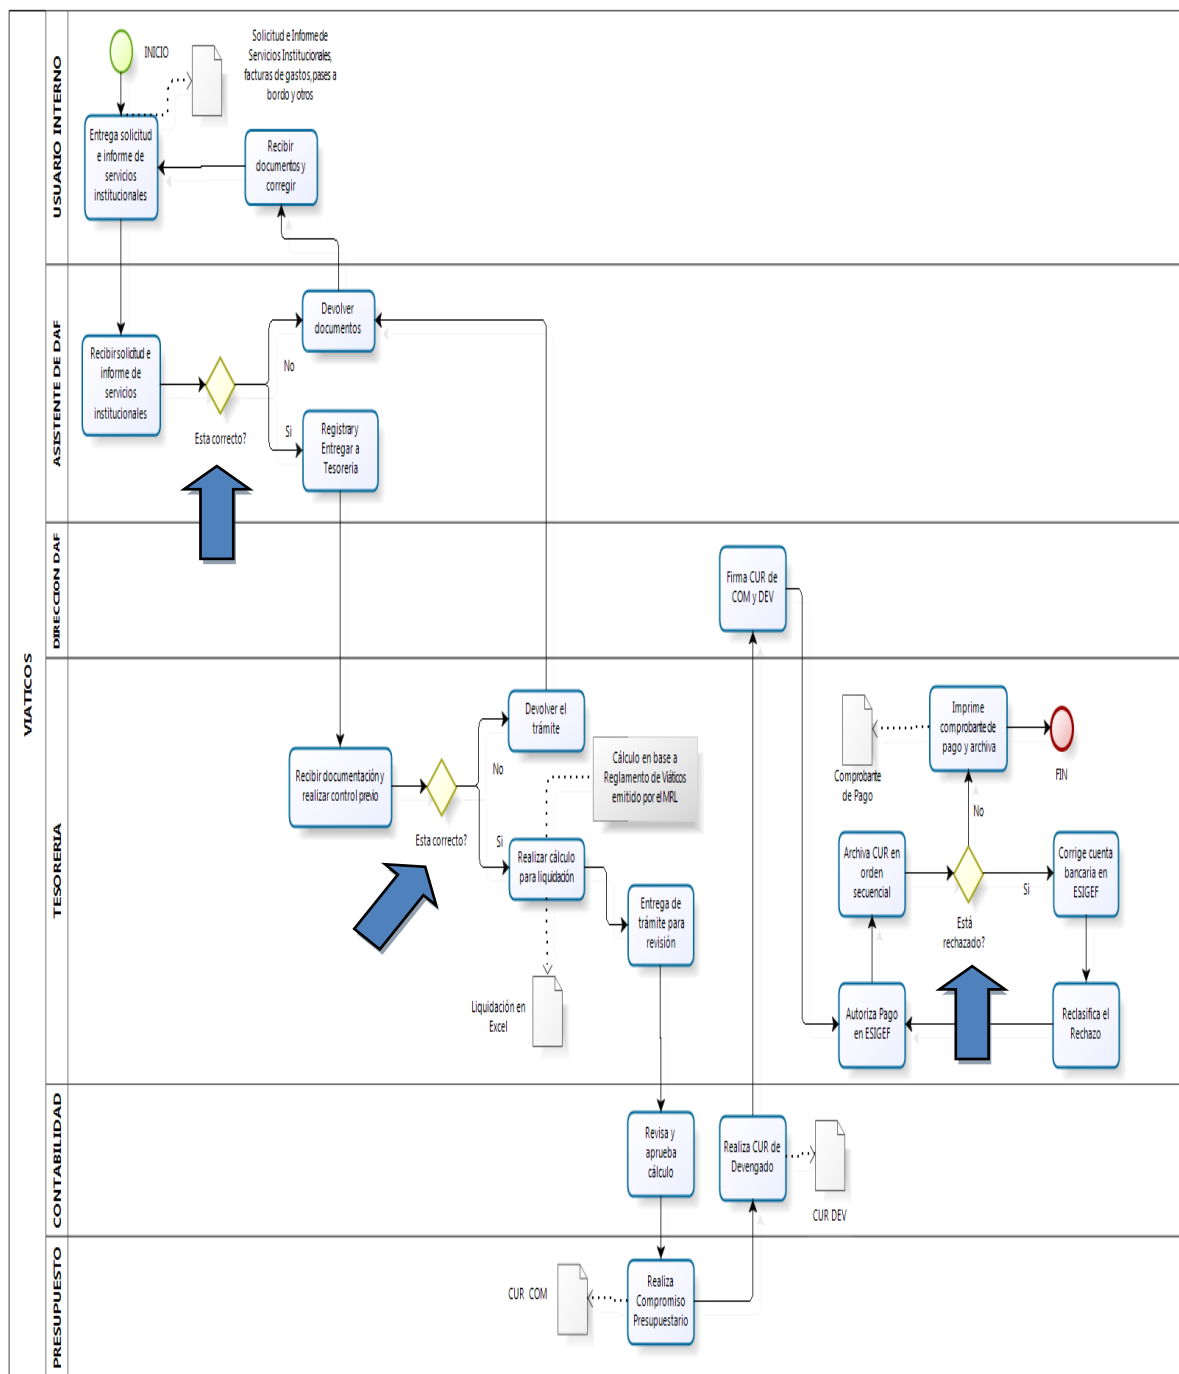 VIATICOS
USUARIO INTERNO
INICIO
Solicitud e Informe de
Servicios Institucionales,
facturas de gastos, pases a
bordo y otros
Entrega solicitud
e informe de
servicios
institucionales
Recibir
documentos y
corregir
ASISTENTE DE DAF
Recibir solicitud e
informe de
servicios
institucionales
Esta correcto?
No
Si
Devolver
documentos
Registrar y
Entregar a
Tesoreria
DIRECCION DAF
Firma CUR de
COM y DEV
TESORERIA
Recibir documentación y
realizar control previo
Esta correcto?
No
Si
Devolver el
trámite
Cálculo en base a
Reglamento de Viáticos
emitido por el MRL
Realizar cálculo
para liquidación
Entrega de
trámite para
revisión
Liquidación en
Excel
Imprime
comprobante de
pago y archiva
Comprobante
de Pago
FIN
No
Archiva CUR en
orden
secuencial
Si
Está
rechazado?
Corrige cuenta
bancaria en
ESIGEF
Autoriza Pago
en ESIGEF
Reclasifica el
Rechazo
CONTABILIDAD
Revisa y
aprueba
cálculo
Realiza CUR de
Devengado
CUR DEV
PRESUPUESTO
CUR COM
Realiza
Compromiso
Presupuestario